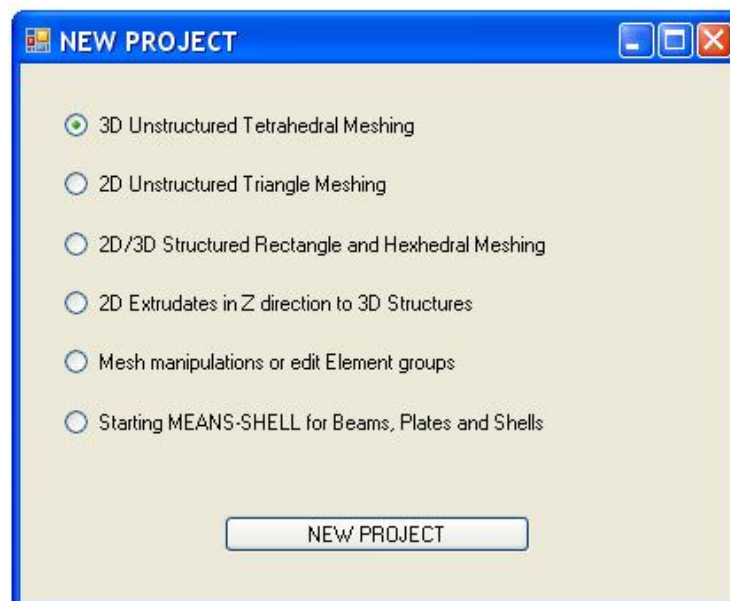 NEW PROJECT
3D Unstructured Tetrahedral Meshing
2D Unstructured Triangle Meshing
2D/3D Structured Rectangle and Hexhedral Meshing
2D Extrudates in Z direction to 3D Structures
Mesh manipulations or edit Element groups
Starting MEANS-SHELL for Beams, Plates and Shells
NEW PROJECT